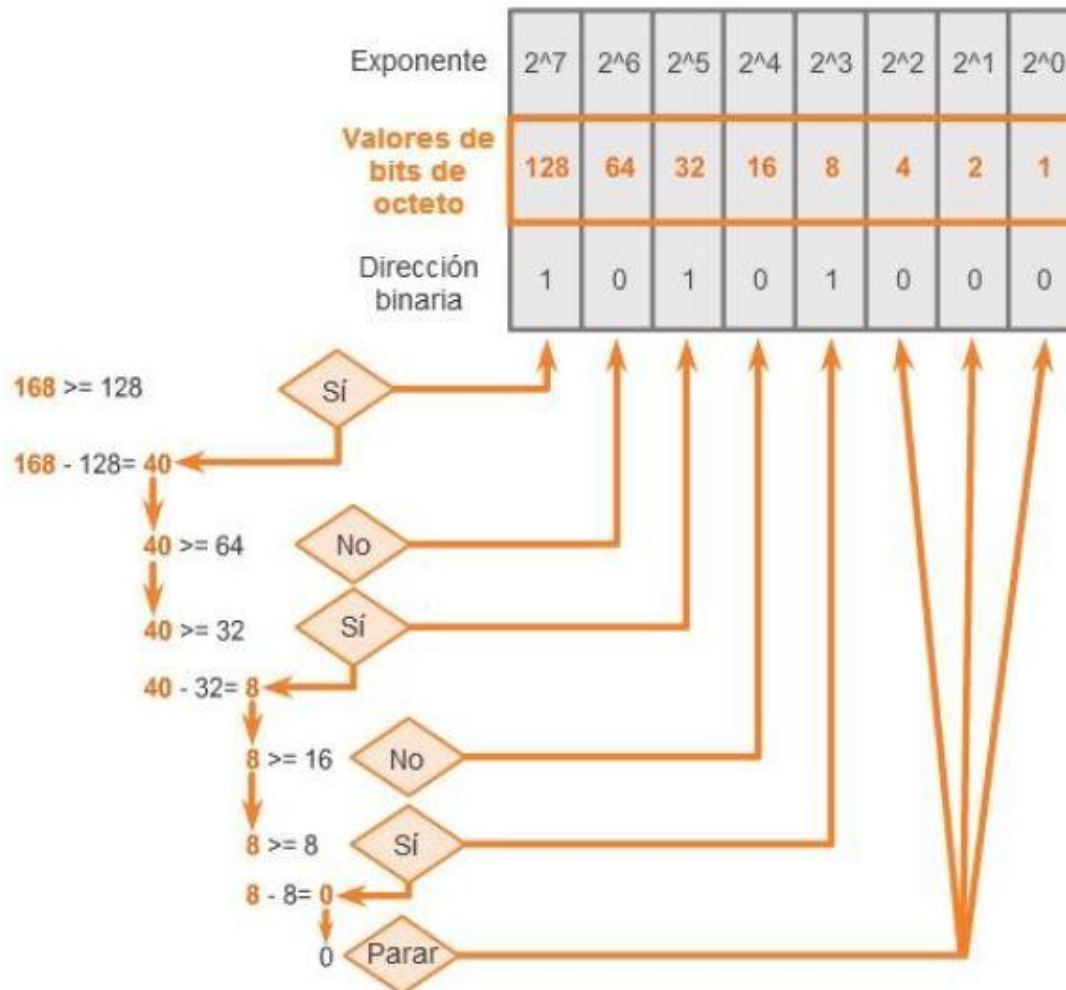 Exponente 2^7 2^6 2^5 2^4 2^3 2^2 2^1 2^0
Valores de
bits de
octeto
128 64 32 16 8 4 2 1
Dirección
binaria
1 0 1 0 1 0 0 0
168 >= 128 Sí
168 - 128= 40
40 >= 64 No
40 >= 32 Sí
40 - 32= 8
8 >= 16 No
8 >= 8 Sí
8 - 8= 0
0 Parar